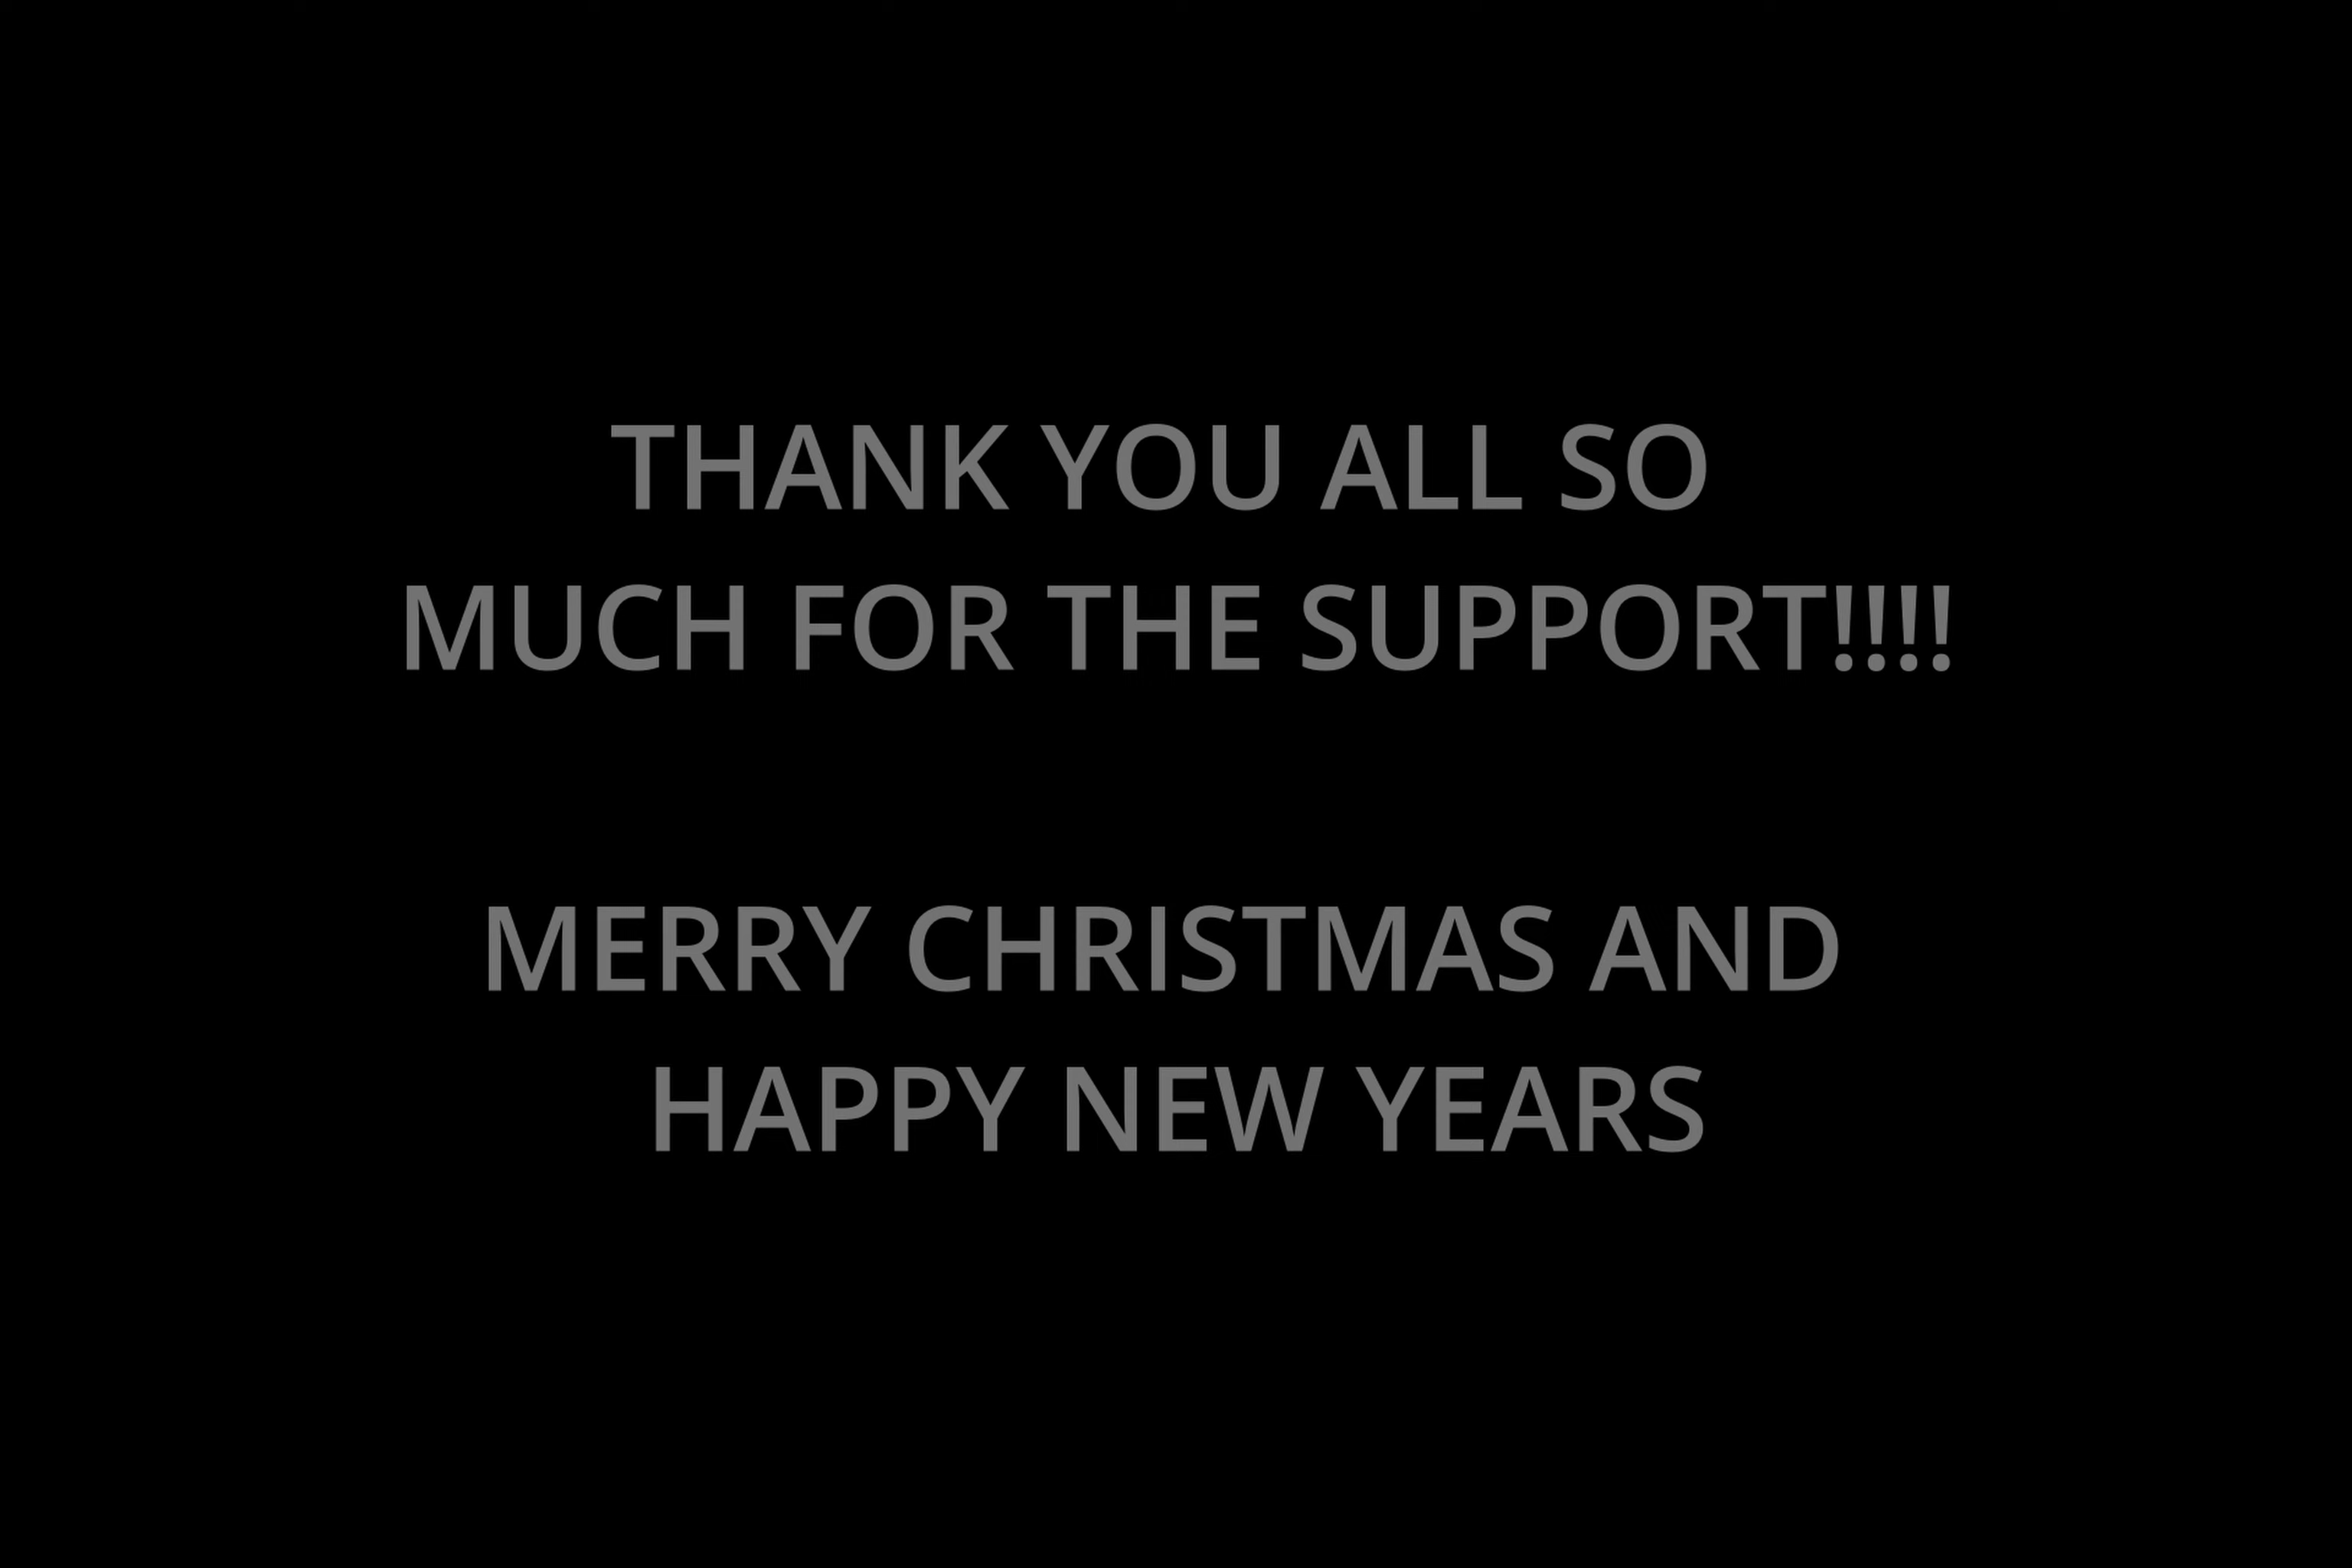 THANK YOU ALL SO
MUCH FOR THE SUPPORT!!!!
MERRY CHRISTMAS AND
HAPPY NEW YEARS